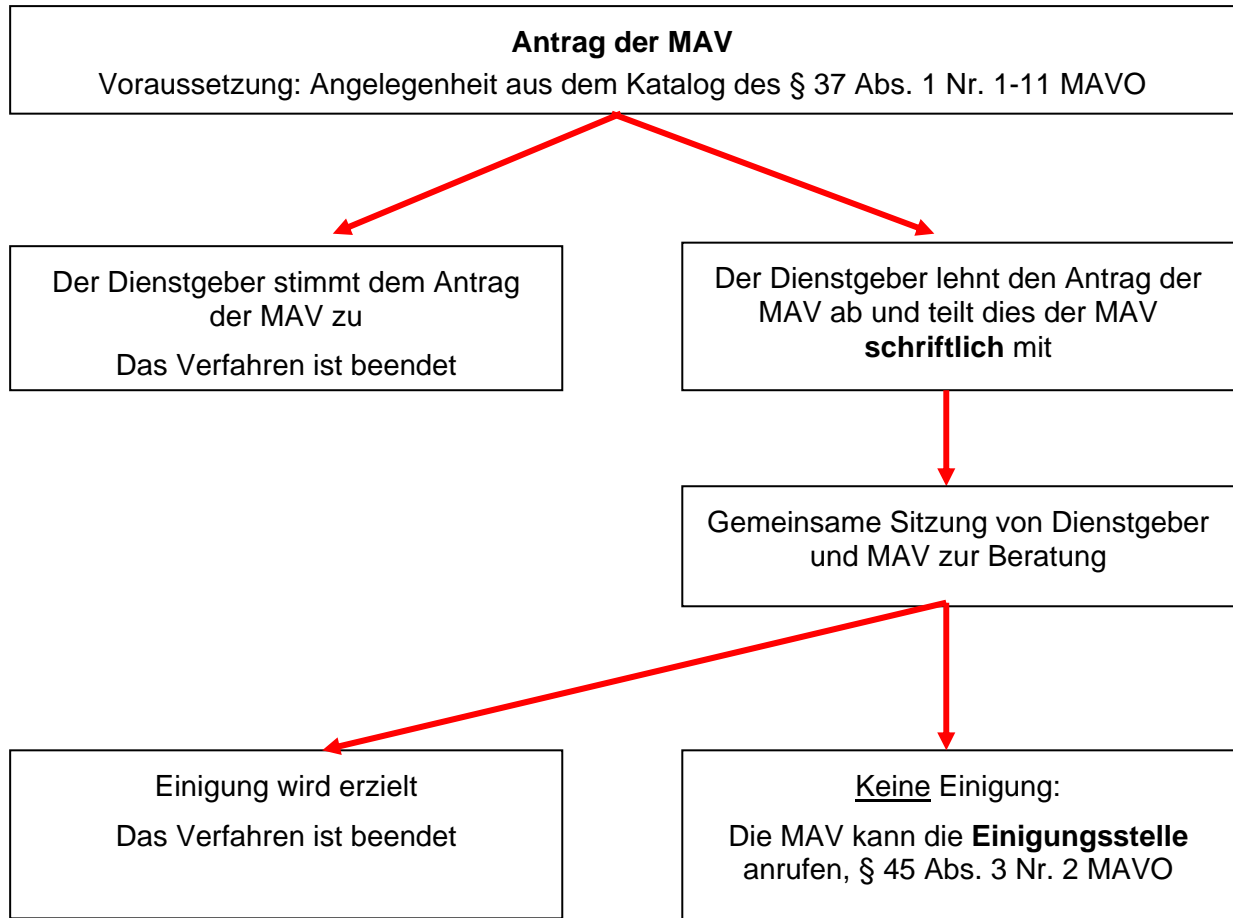 Antrag der MAV
Voraussetzung: Angelegenheit aus dem Katalog des § 37 Abs. 1 Nr. 1-11 MAVO
Der Dienstgeber stimmt dem Antrag
der MAV zu
Das Verfahren ist beendet
Der Dienstgeber lehnt den Antrag der
MAV ab und teilt dies der MAV
schriftlich mit
Gemeinsame Sitzung von Dienstgeber
und MAV zur Beratung
Einigung wird erzielt
Das Verfahren ist beendet
Keine Einigung:
Die MAV kann die Einigungsstelle
anrufen, § 45 Abs. 3 Nr. 2 MAVO